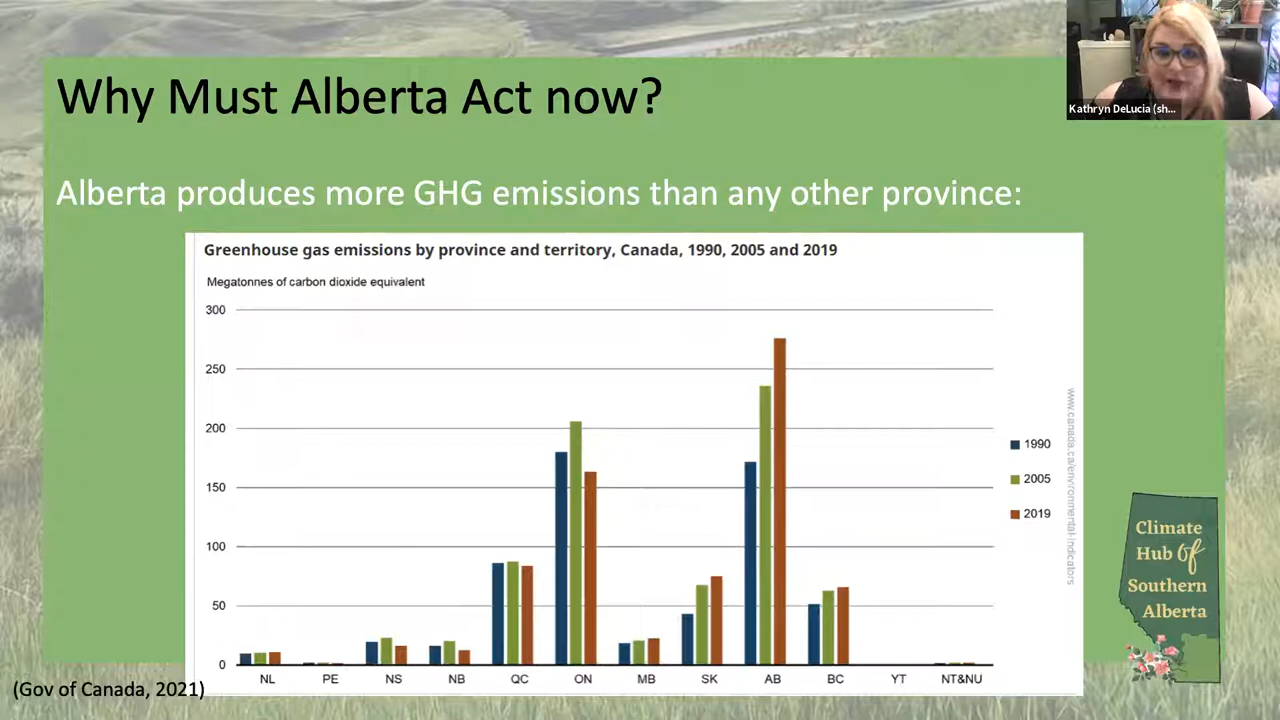 Why Must Alberta Act now?
Kathryn DeLucia (sh...
Alberta produces more GHG emissions than any other province:
Greenhouse gas emissions by province and territory, Canada, 1990, 2005 and 2019
Megatonnes of carbon dioxide equivalent
300
250
200
150
100
50
0
NL PE NS NB QC ON MB SK AB BC YT NT&NU
1990
2005
2019
www.canada.ca/environmental-indicators
Climate
Hub of
Southern
Alberta
(Gov of Canada, 2021)